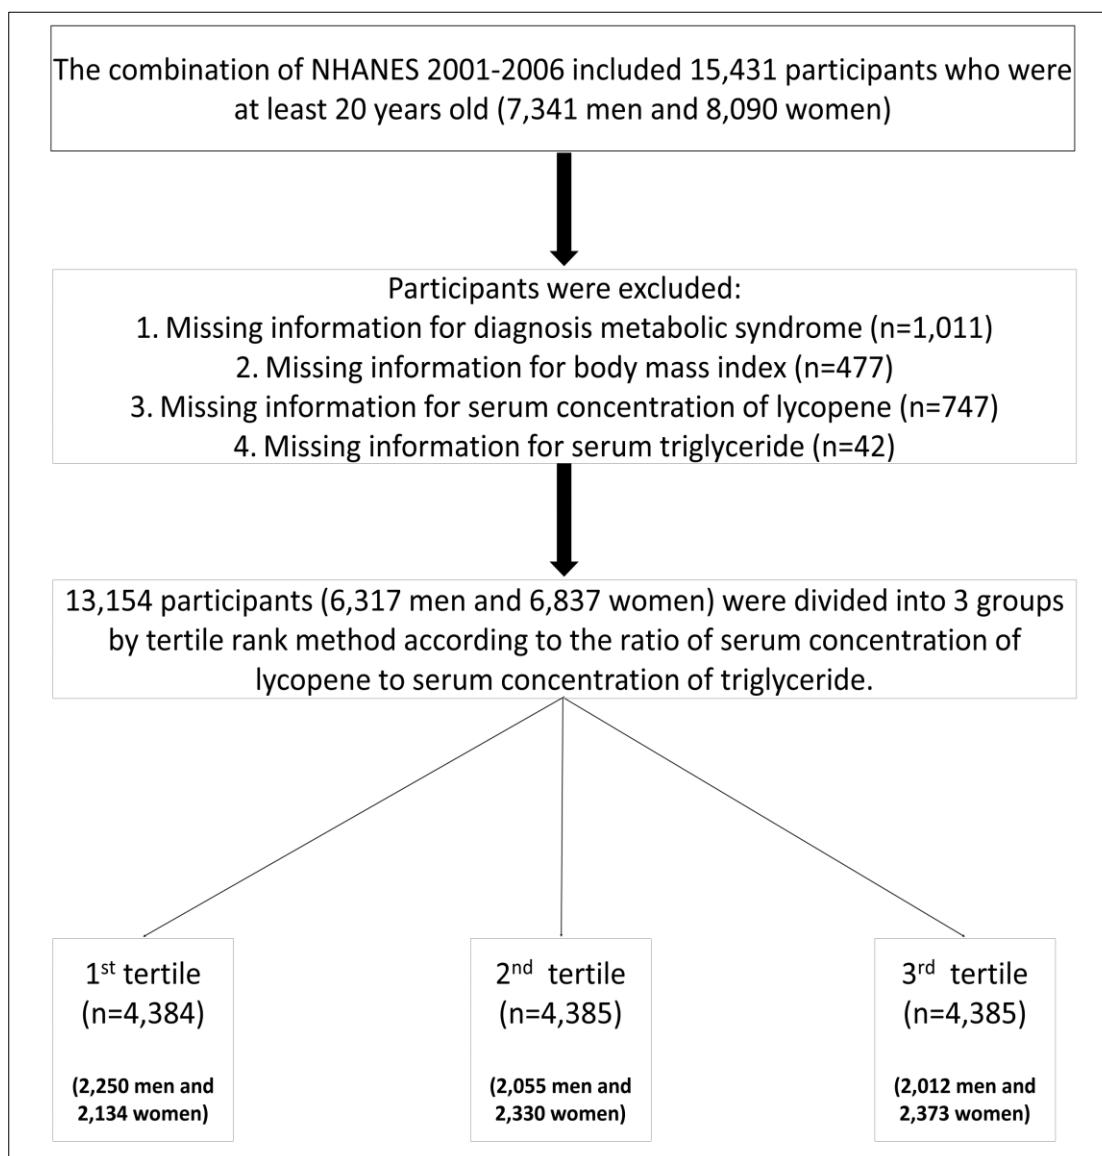 The combination of NHANES 2001-2006 included 15,431 participants who were
at least 20 years old (7,341 men and 8,090 women)
Participants were excluded:
1. Missing information for diagnosis metabolic syndrome (n=1,011)
2. Missing information for body mass index (n=477)
3. Missing information for serum concentration of lycopene (n=747)
4. Missing information for serum triglyceride (n=42)
13,154 participants (6,317 men and 6,837 women) were divided into 3 groups
by tertile rank method according to the ratio of serum concentration of
lycopene to serum concentration of triglyceride.
1st tertile
(n=4,384)
(2,250 men and
2,134 women)
2nd tertile
(n=4,385)
(2,055 men and
2,330 women)
3rd tertile
(n=4,385)
(2,012 men and
2,373 women)